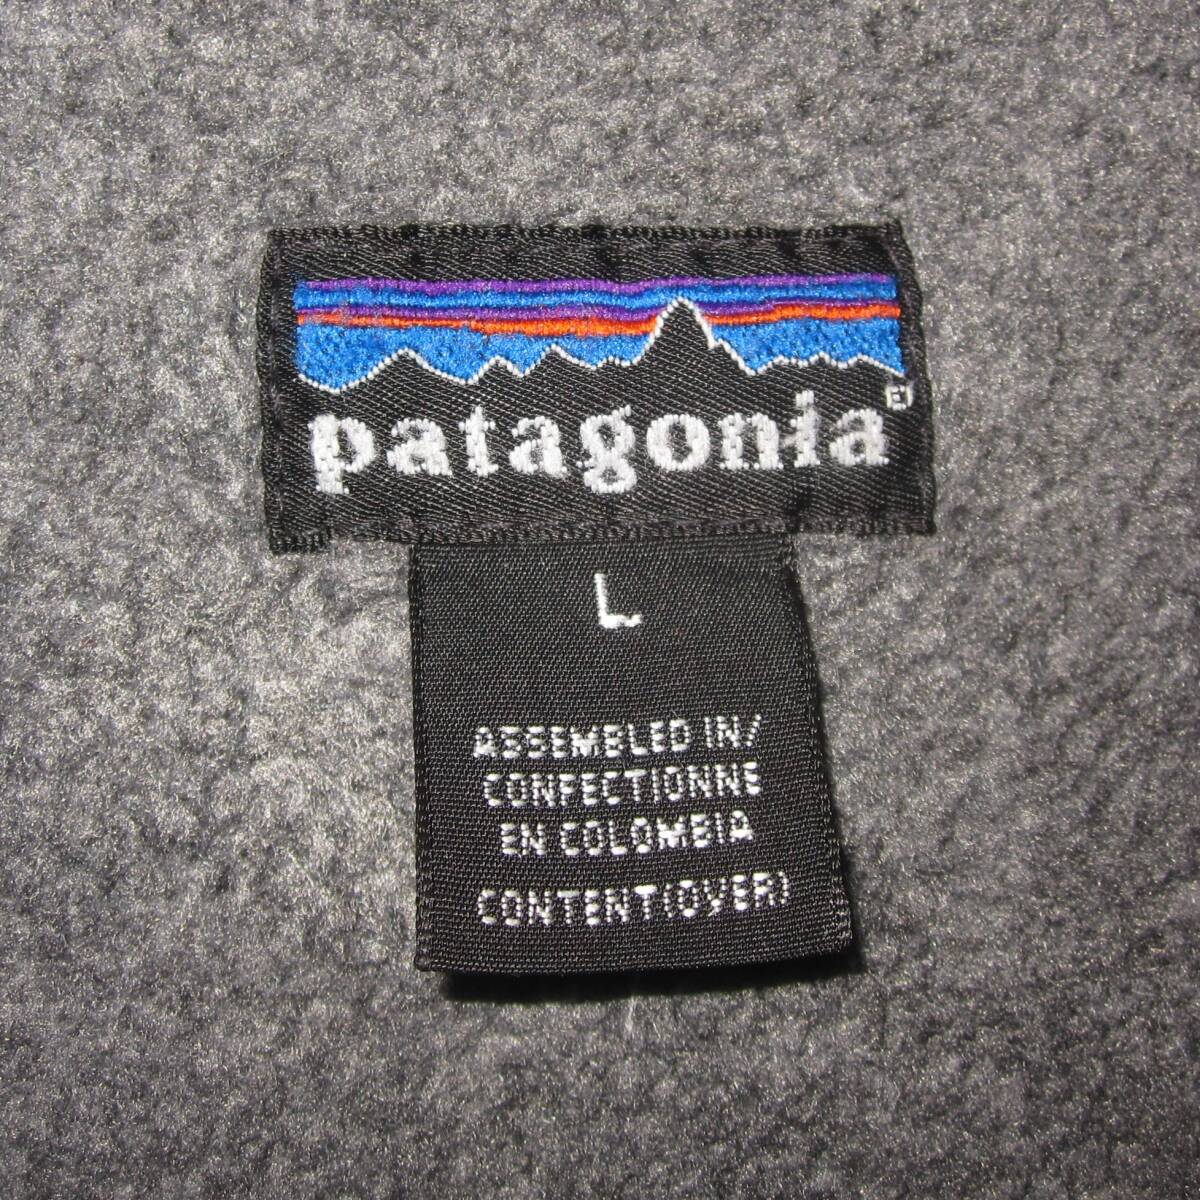 patagonia®
L
ASSEMBLED IN/
CONFECTIONNE
EN COLOMBIA
CONTENT(OVER)